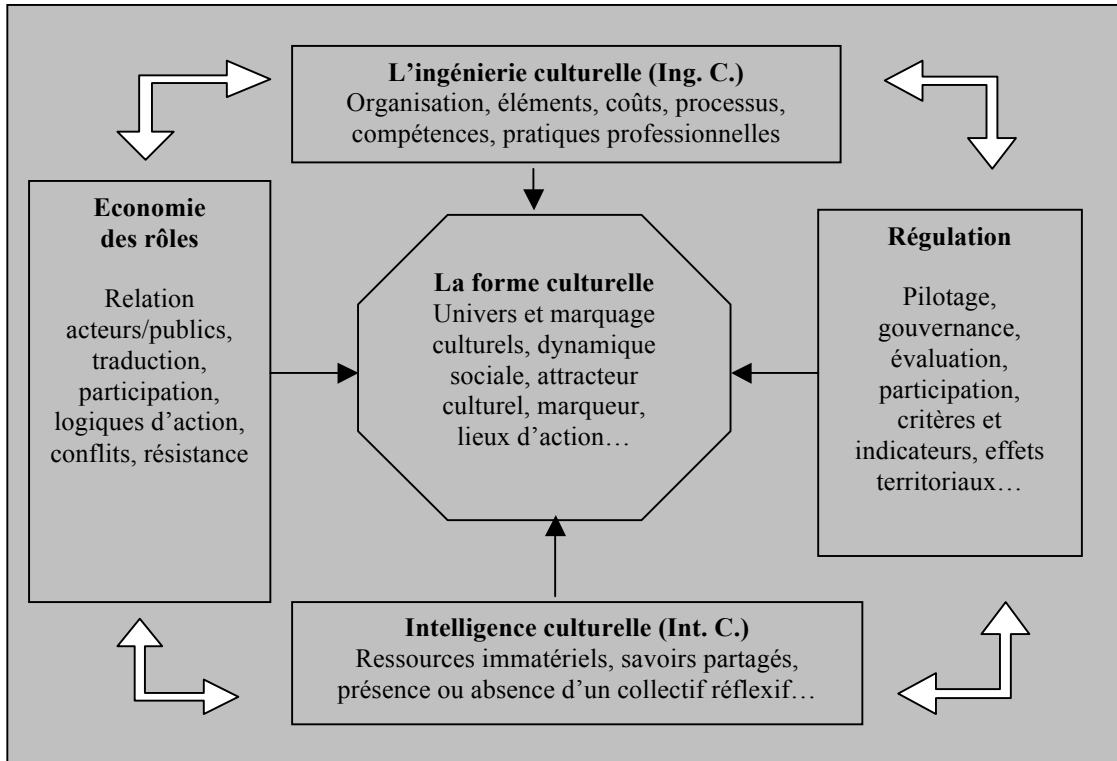 L’ingénierie culturelle (Ing. C.)
Organisation, éléments, coûts, processus,
compétences, pratiques professionnelles
Economie
des rôles
Relation
acteurs/publics,
traduction,
participation,
logiques d’action,
conflits, résistance
La forme culturelle
Univers et marquage
culturels, dynamique
sociale, attracteur
culturel, marqueur,
lieux d’action…
Régulation
Pilotage,
gouvernance,
évaluation,
participation,
critères et
indicateurs, effets
territoriaux…
Intelligence culturelle (Int. C.)
Ressources immatériels, savoirs partagés,
présence ou absence d’un collectif réflexif…